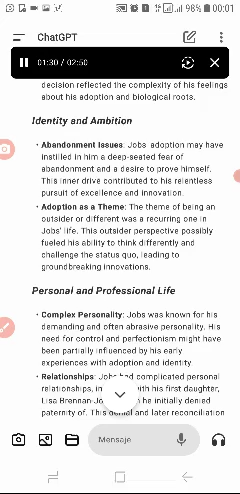 98% 00:01
ChatGPT
01:30 / 02:50
decision reflected the complexity of his feelings
about his adoption and biological roots.
Identity and Ambition
• Abandonment Issues: Jobs' adoption may have
instilled in him a deep-seated fear of
abandonment and a desire to prove himself.
This inner drive contributed to his relentless
pursuit of excellence and innovation.
• Adoption as a Theme: The theme of being an
outsider or different was a recurring one in
Jobs' life. This outsider perspective possibly
fueled his ability to think differently and
challenge the status quo, leading to
groundbreaking innovations.
Personal and Professional Life
• Complex Personality: Jobs was known for his
demanding and often abrasive personality. His
need for control and perfectionism might have
been partially influenced by his early
experiences with adoption and identity
• Relationships: Jobs had complicated personal
relationships, in with his first daughter,
Lisa Brennan-Jo he initially denied
paternity of. This denial and later reconciliation
Mensaje